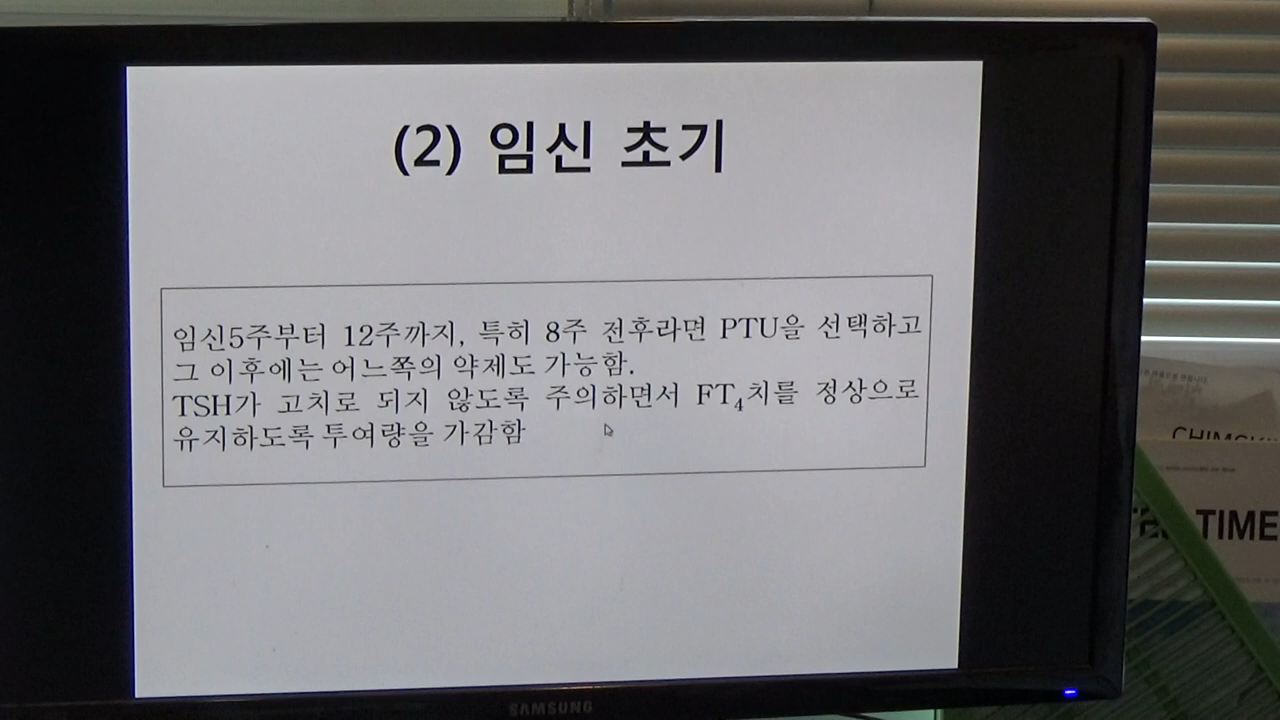 (2) 임신 초기
임신5주부터 12주까지, 특히 8주 전후라면 PTU을 선택하고
그 이후에는 어느쪽의 약제도 가능함.
TSH가 고치로 되지 않도록 주의하면서 FT4치를 정상으로
유지하도록 투여량을 가감함
SAMSUNG
TIME